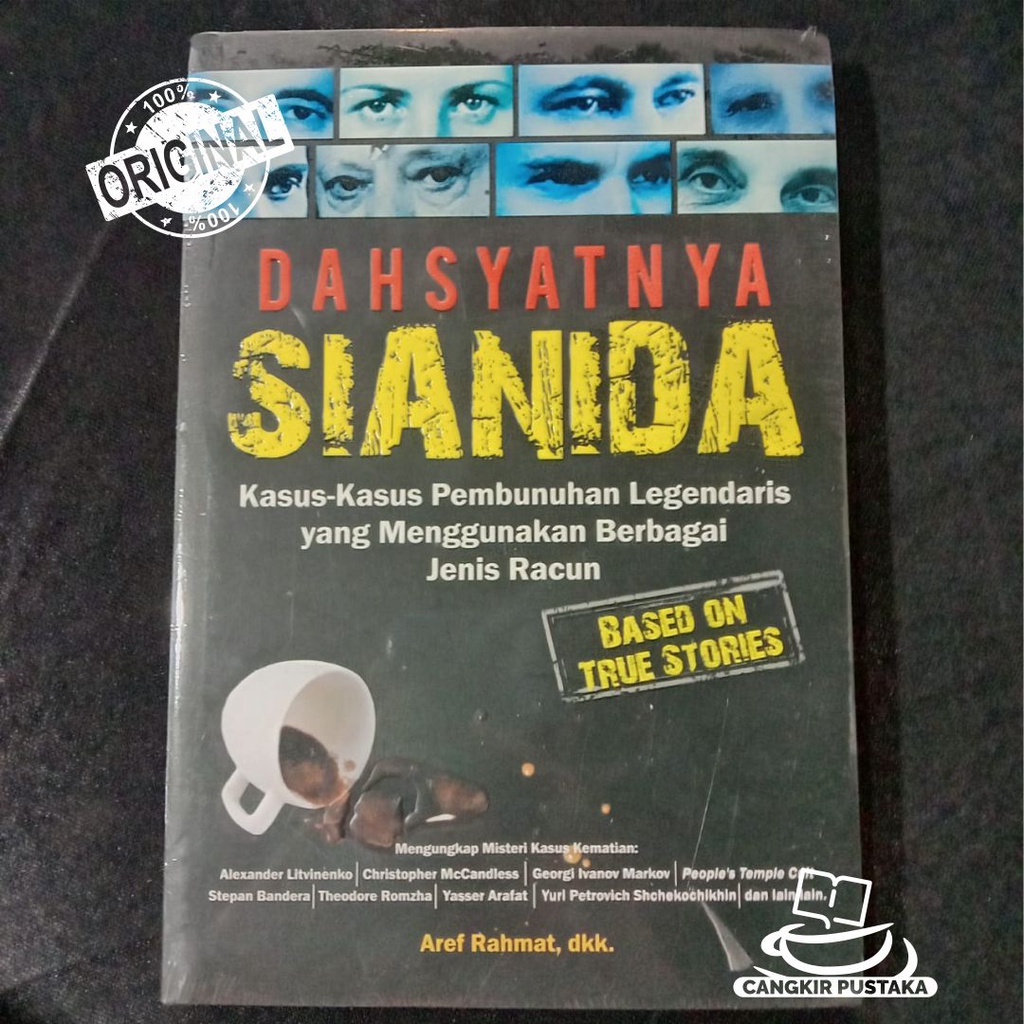 100%
ORIGINAL
100%
DAHSYATNYA
SIANIDA
Kasus-Kasus Pembunuhan Legendaris
yang Menggunakan Berbagai
Jenis Racun
BASED ON
TRUE STORIES
Mengungkap Misteri Kasus Kematian:
Alexander Litvinenko | Christopher McCandless | Georgi Ivanov Markov | People's Temple
Stepan Bandera | Theodore Romzha | Yasser Arafat | Yuri Petrovich Shchekochikhin | dan lain-lain.
Aref Rahmat, dkk.
CANGKIR PUSTAKA